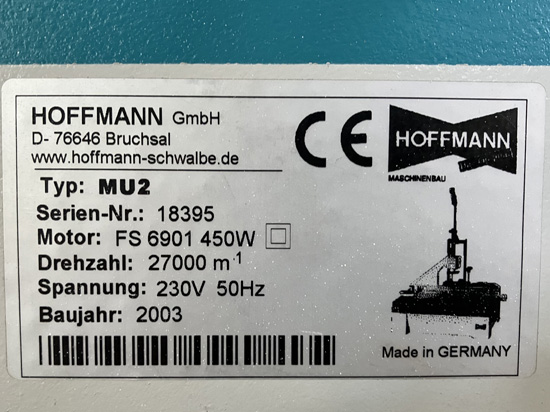 HOFFMANN GmbH
D- 76646 Bruchsal
www.hoffmann-schwalbe.de
CE
HOFFMANN
MASCHINENBAU
Typ: MU2
Serien-Nr.: 18395
Motor: FS 6901 450W
Drehzahl: 27000 m-1
Spannung: 230V 50Hz
Baujahr: 2003
Made in GERMANY